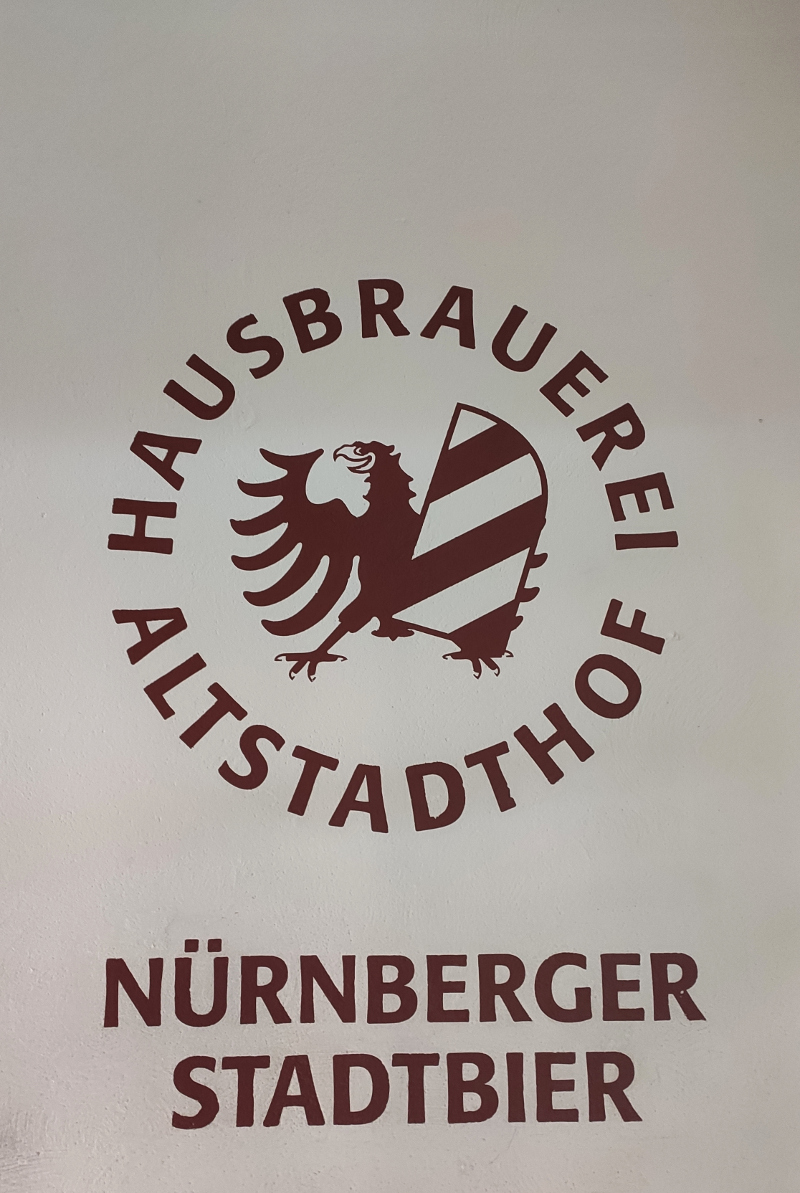 HAUSBRAUEREI
ALTSTADTHOF
NÜRNBERGER
STADTBIER